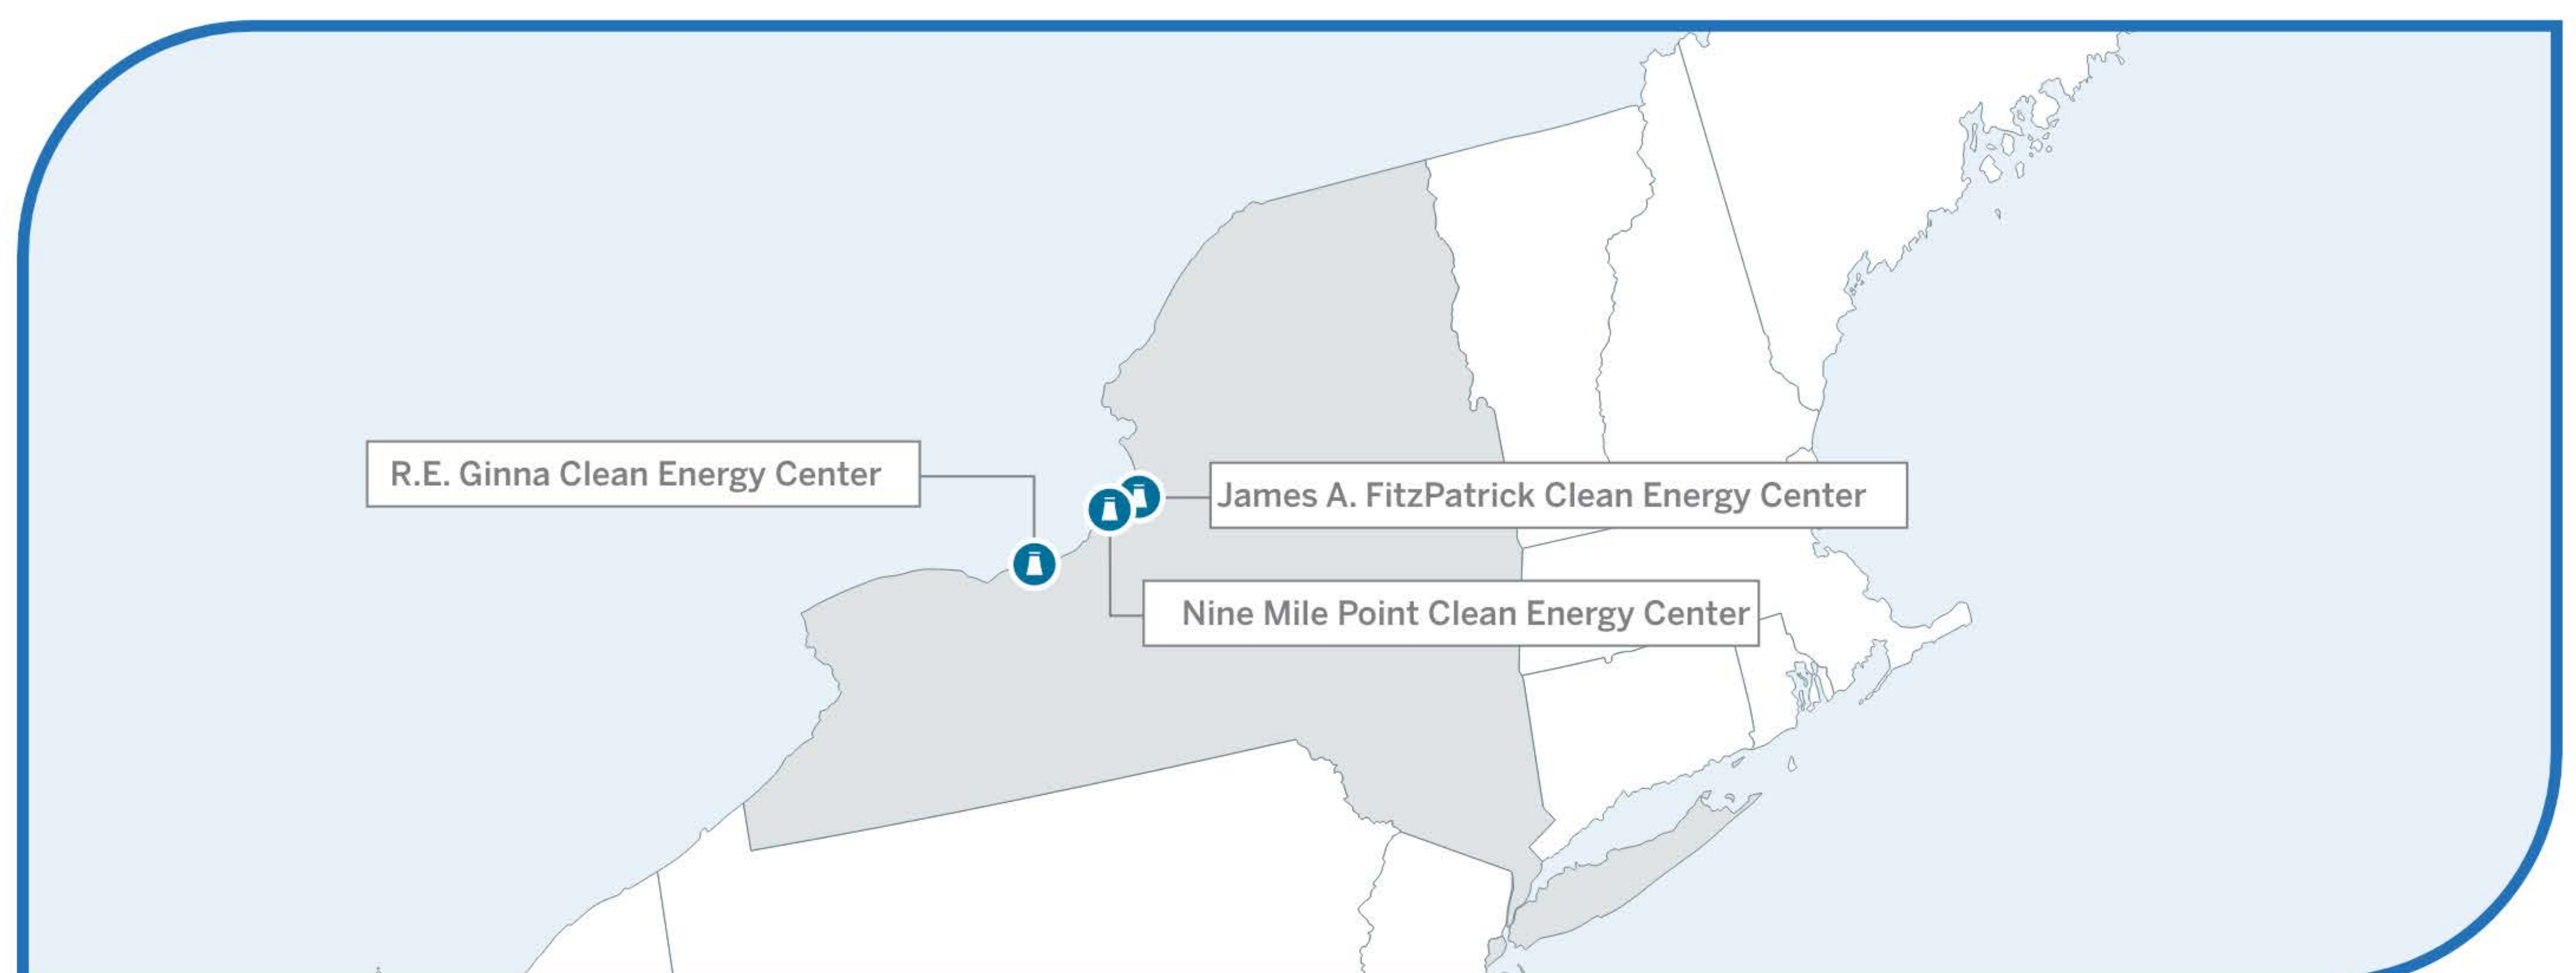 R.E. Ginna Clean Energy Center
James A. FitzPatrick Clean Energy Center
Nine Mile Point Clean Energy Center